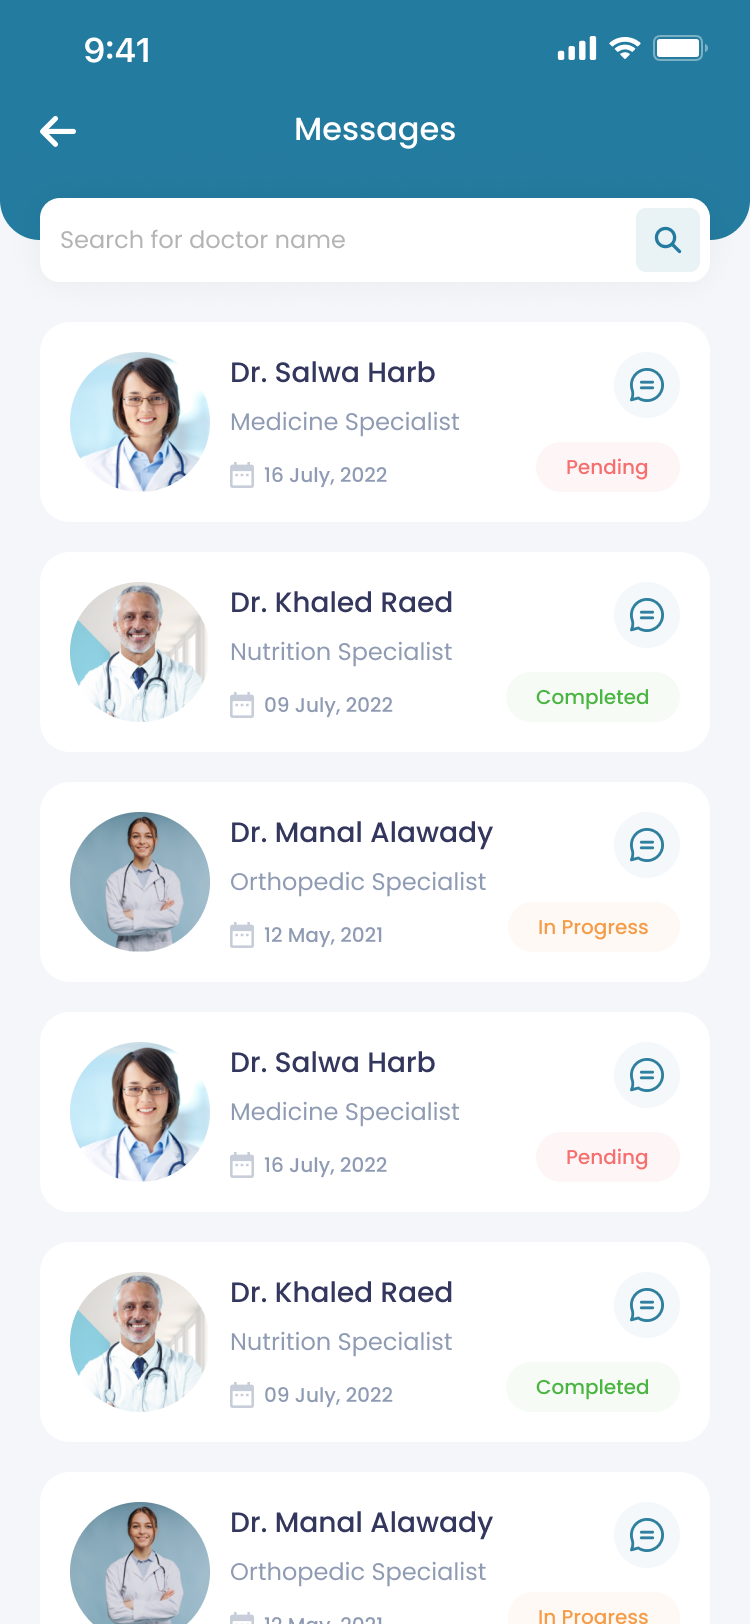 9:41
Messages
Search for doctor name
Dr. Salwa Harb
Medicine Specialist
16 July, 2022
Pending
Dr. Khaled Raed
Nutrition Specialist
09 July, 2022
Completed
Dr. Manal Alawady
Orthopedic Specialist
12 May, 2021
In Progress
Dr. Salwa Harb
Medicine Specialist
16 July, 2022
Pending
Dr. Khaled Raed
Nutrition Specialist
09 July, 2022
Completed
Dr. Manal Alawady
Orthopedic Specialist
12 May, 2021
In Progress